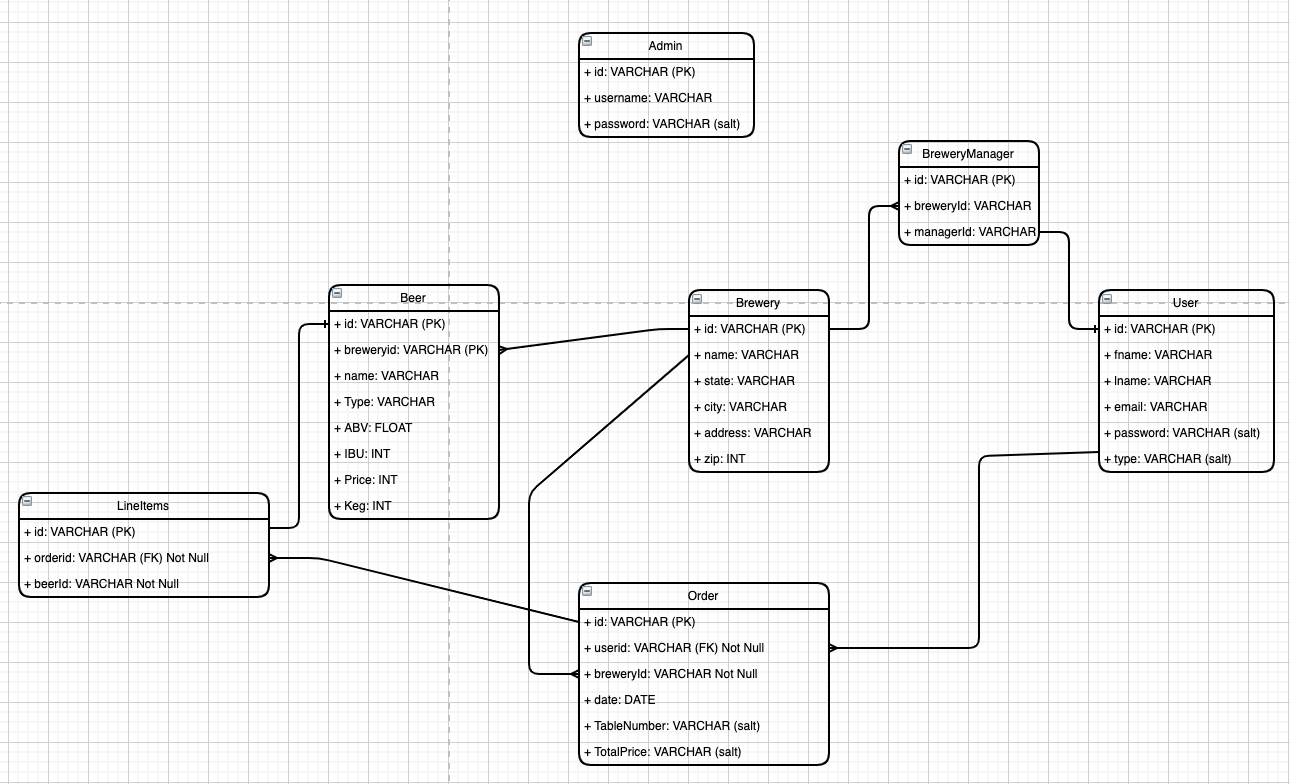 Admin
+ id: VARCHAR (PK)
+ username: VARCHAR
+ password: VARCHAR (salt)
BreweryManager
+ id: VARCHAR (PK)
+ breweryId: VARCHAR
+ managerId: VARCHAR
Beer
+ id: VARCHAR (PK)
+ breweryid: VARCHAR (PK)
+ name: VARCHAR
+ Type: VARCHAR
+ ABV: FLOAT
+ IBU: INT
+ Price: INT
+ Keg: INT
Brewery
+ id: VARCHAR (PK)
+ name: VARCHAR
+ state: VARCHAR
+ city: VARCHAR
+ address: VARCHAR
+ zip: INT
User
+ id: VARCHAR (PK)
+ fname: VARCHAR
+ lname: VARCHAR
+ email: VARCHAR
+ password: VARCHAR (salt)
+ type: VARCHAR (salt)
LineItems
+ id: VARCHAR (PK)
+ orderid: VARCHAR (FK) Not Null
+ beerId: VARCHAR Not Null
Order
+ id: VARCHAR (PK)
+ userid: VARCHAR (FK) Not Null
+ breweryId: VARCHAR Not Null
+ date: DATE
+ TableNumber: VARCHAR (salt)
+ TotalPrice: VARCHAR (salt)